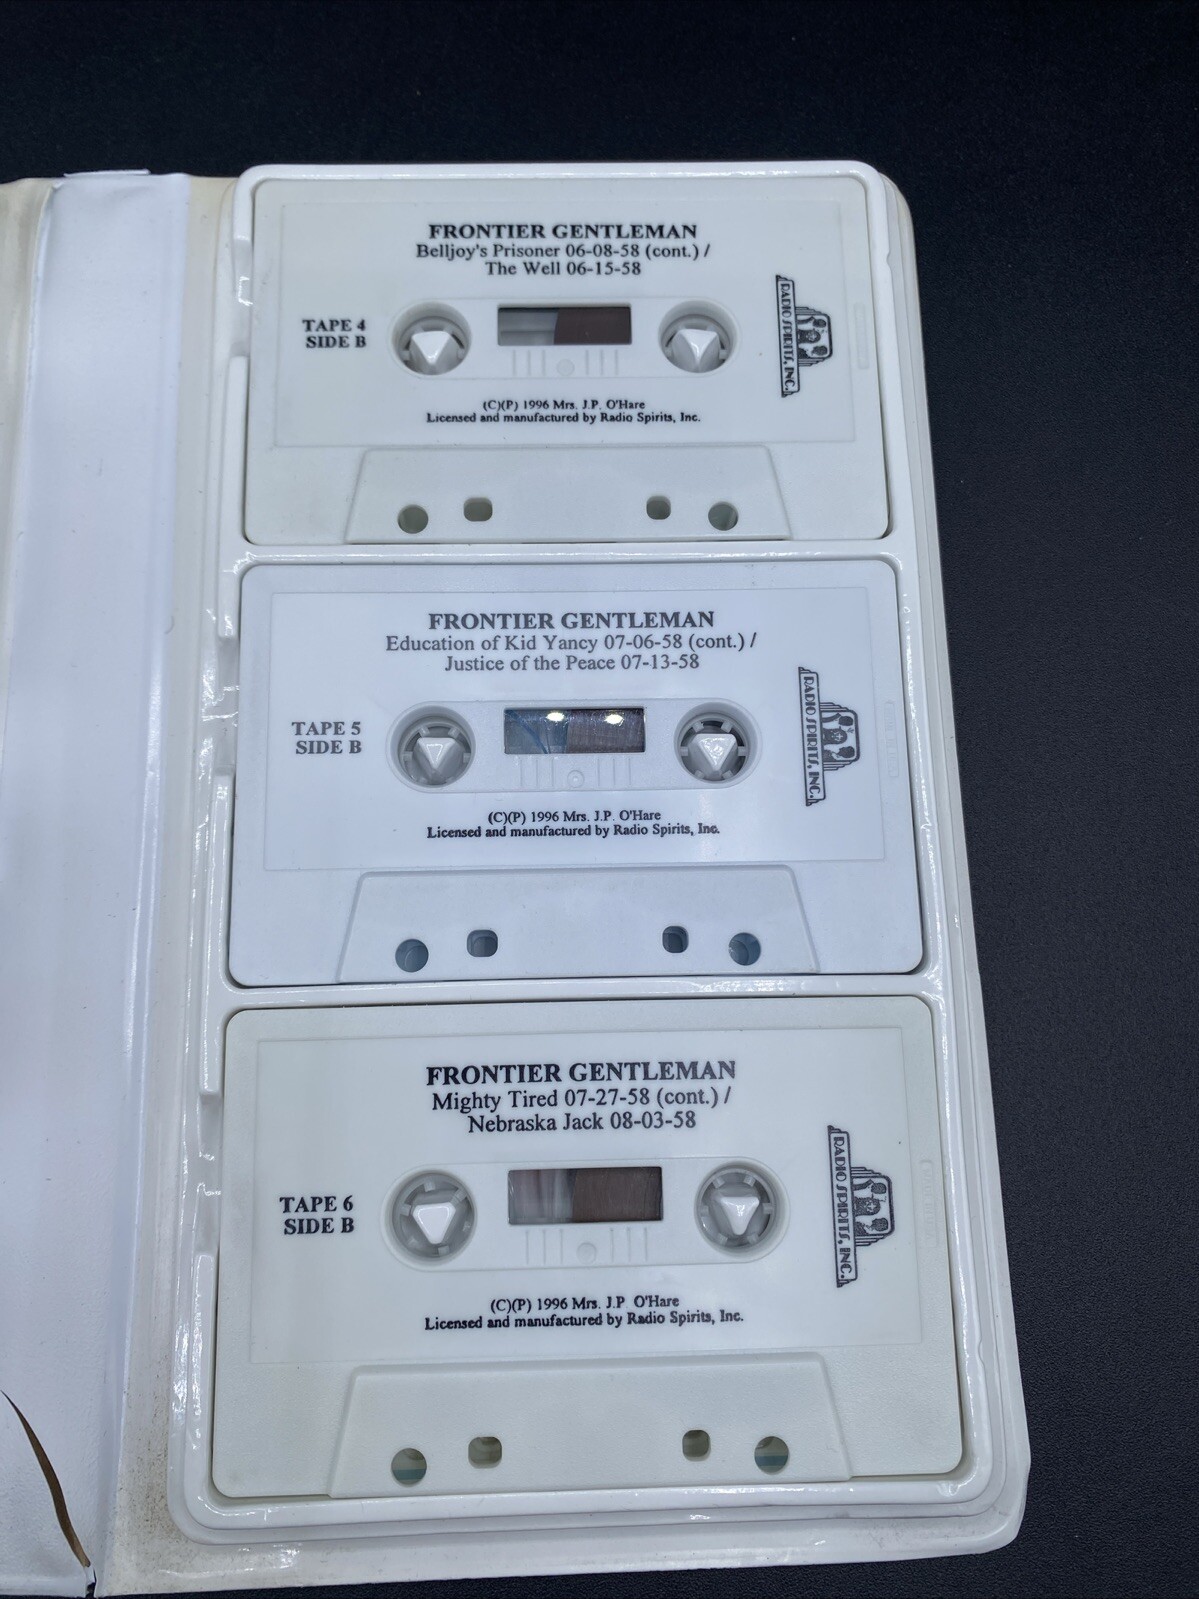 FRONTIER GENTLEMAN
Belljoy's Prisoner 06-08-58 (cont.) /
The Well 06-15-58
TAPE 4
SIDE B
RADIO SPIRITS, INC.
(C)(P) 1996 Mrs. J.P. O'Hare
Licensed and manufactured by Radio Spirits, Inc.
FRONTIER GENTLEMAN
Education of Kid Yancy 07-06-58 (cont.) /
Justice of the Peace 07-13-58
TAPE 5
SIDE B
RADIO SPIRITS, INC.
(C)(P) 1996 Mrs. J.P. O'Hare
Licensed and manufactured by Radio Spirits, Inc.
FRONTIER GENTLEMAN
Mighty Tired 07-27-58 (cont.) /
Nebraska Jack 08-03-58
TAPE 6
SIDE B
RADIO SPIRITS, INC.
(C)(P) 1996 Mrs. J.P. O'Hare
Licensed and manufactured by Radio Spirits, Inc.